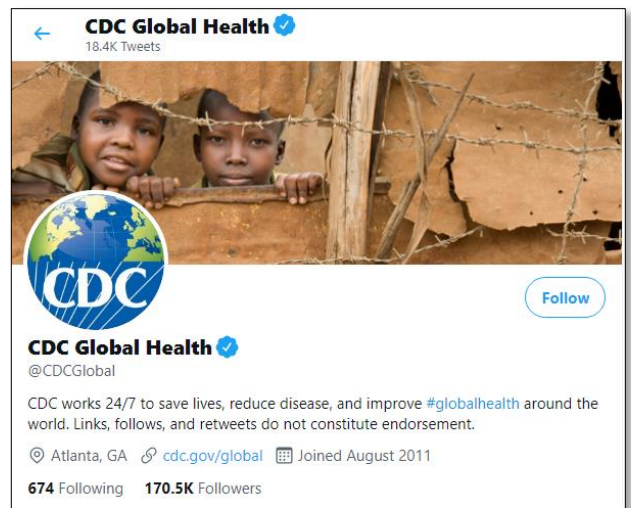 CDC Global Health
18.4K Tweets
CDC
Follow
CDC Global Health
@CDCGlobal
CDC works 24/7 to save lives, reduce disease, and improve #globalhealth around the
world. Links, follows, and retweets do not constitute endorsement.
Atlanta, GA cdc.gov/global Joined August 2011
674 Following 170.5K Followers